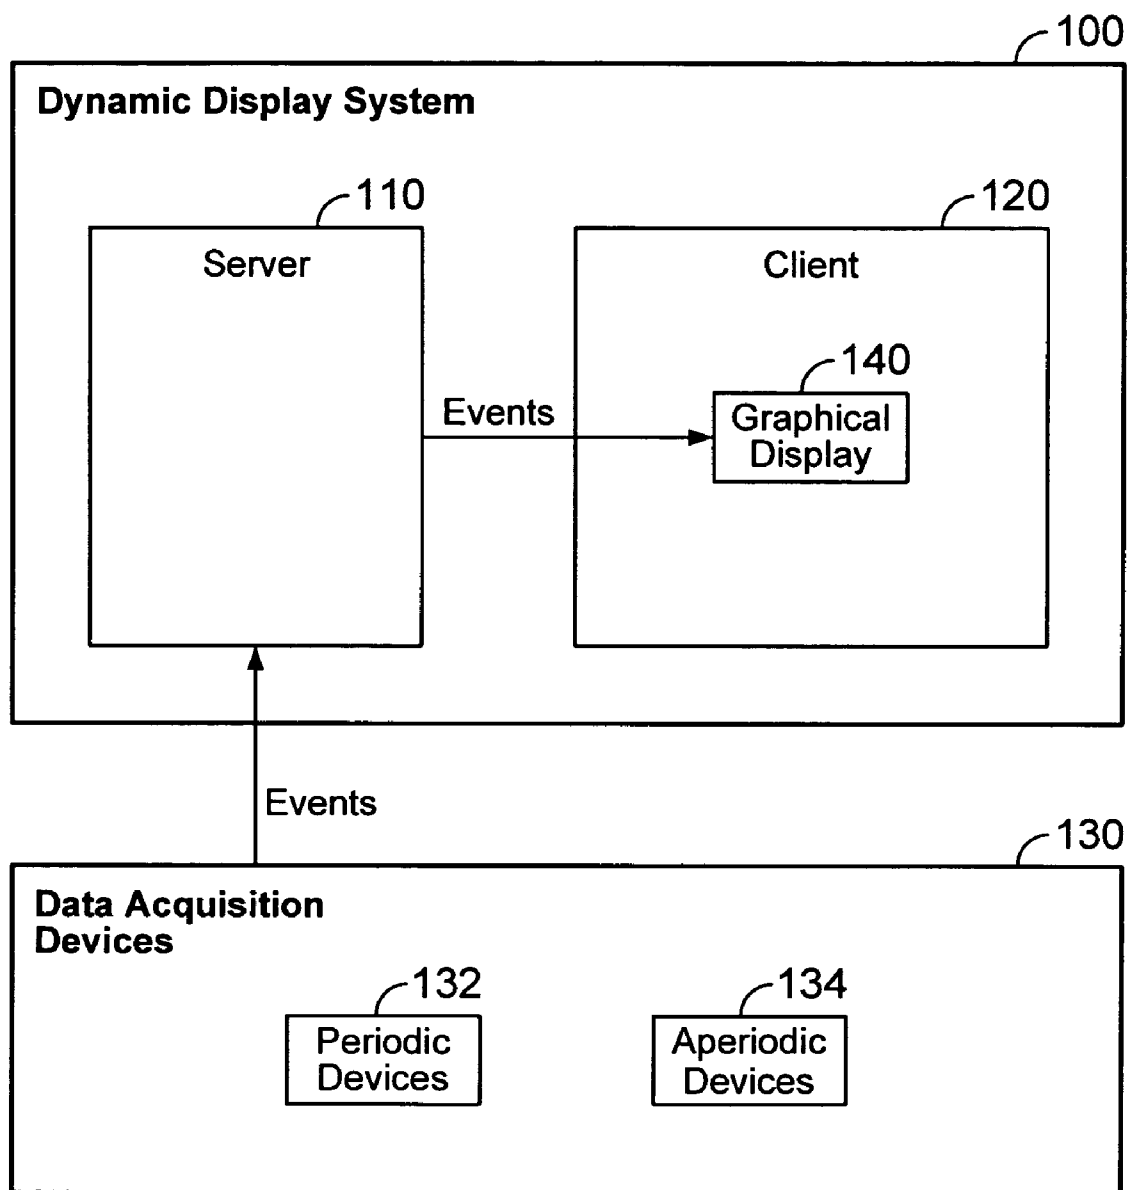 100
Dynamic Display System
110
120
Server
Client
140
Events
Graphical
Display
Events
130
Data Acquisition
Devices
132
134
Periodic
Devices
Aperiodic
Devices